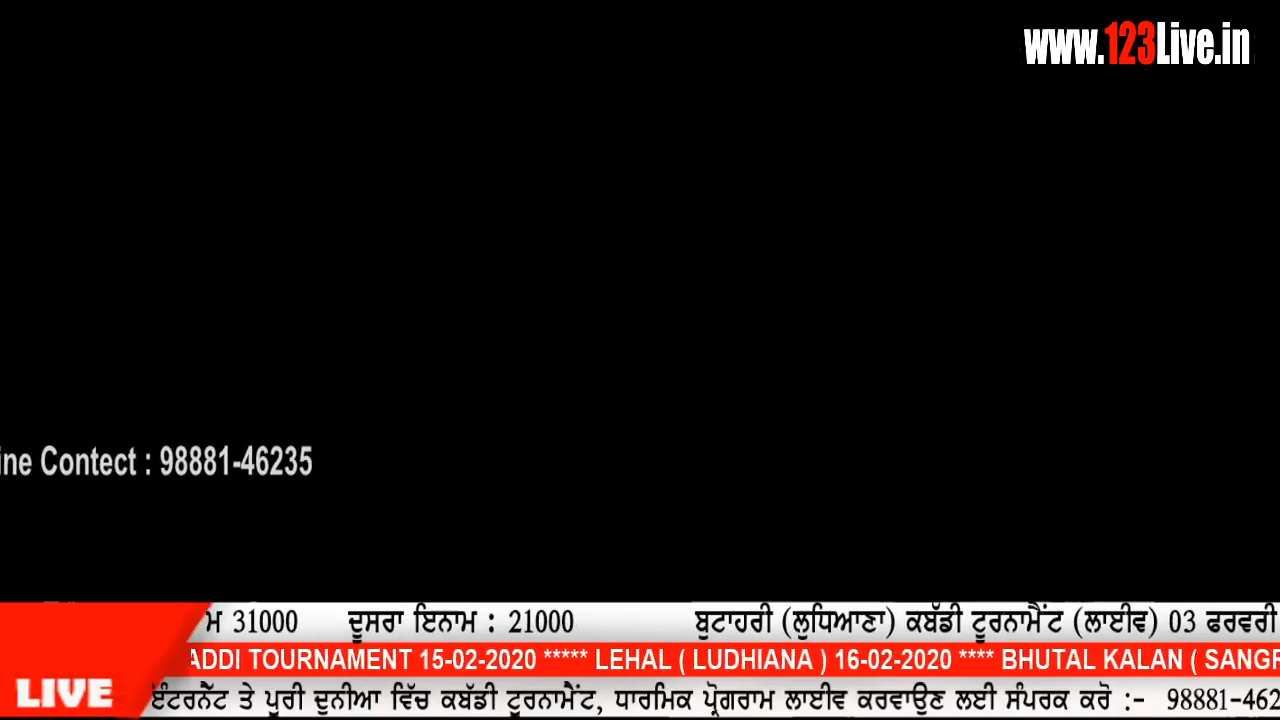 www.123Live.in
ine Contect : 98881-46235
ਮ 31000 ਦੂਸਰਾ ਇਨਾਮ : 21000 ਬੁਟਾਹਰੀ (ਲੁਧਿਆਣਾ) ਕਬੱਡੀ ਟੂਰਨਾਮੈਂਟ (ਲਾਈਵ) 03 ਫਰਵਰੀ
ADDI TOURNAMENT 15-02-2020 ***** LEHAL ( LUDHIANA ) 16-02-2020 **** BHUTAL KALAN ( SANGR
LIVE ਇੰਟਰਨੈੱਟ ਤੇ ਪੂਰੀ ਦੁਨੀਆ ਵਿੱਚ ਕਬੱਡੀ ਟੂਰਨਾਮੈਂਟ, ਧਾਰਮਿਕ ਪ੍ਰੋਗਰਾਮ ਲਾਈਵ ਕਰਵਾਉਣ ਲਈ ਸੰਪਰਕ ਕਰੋ :- 98881-462